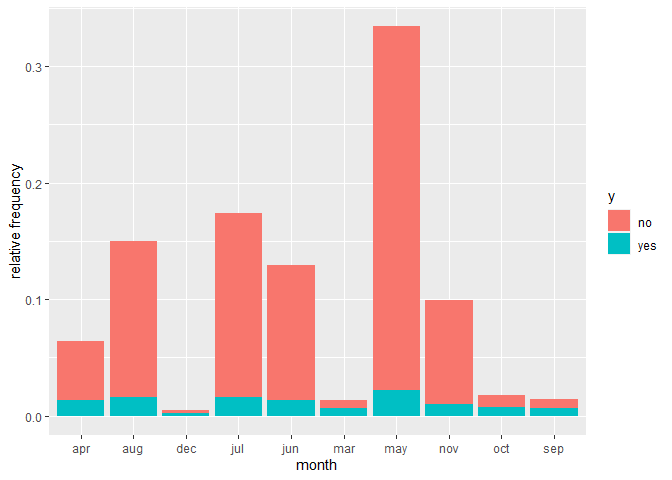 0.3
0.2
0.1
0.0
relative frequency
apr aug dec jul jun mar may nov oct sep
month
y
no
yes